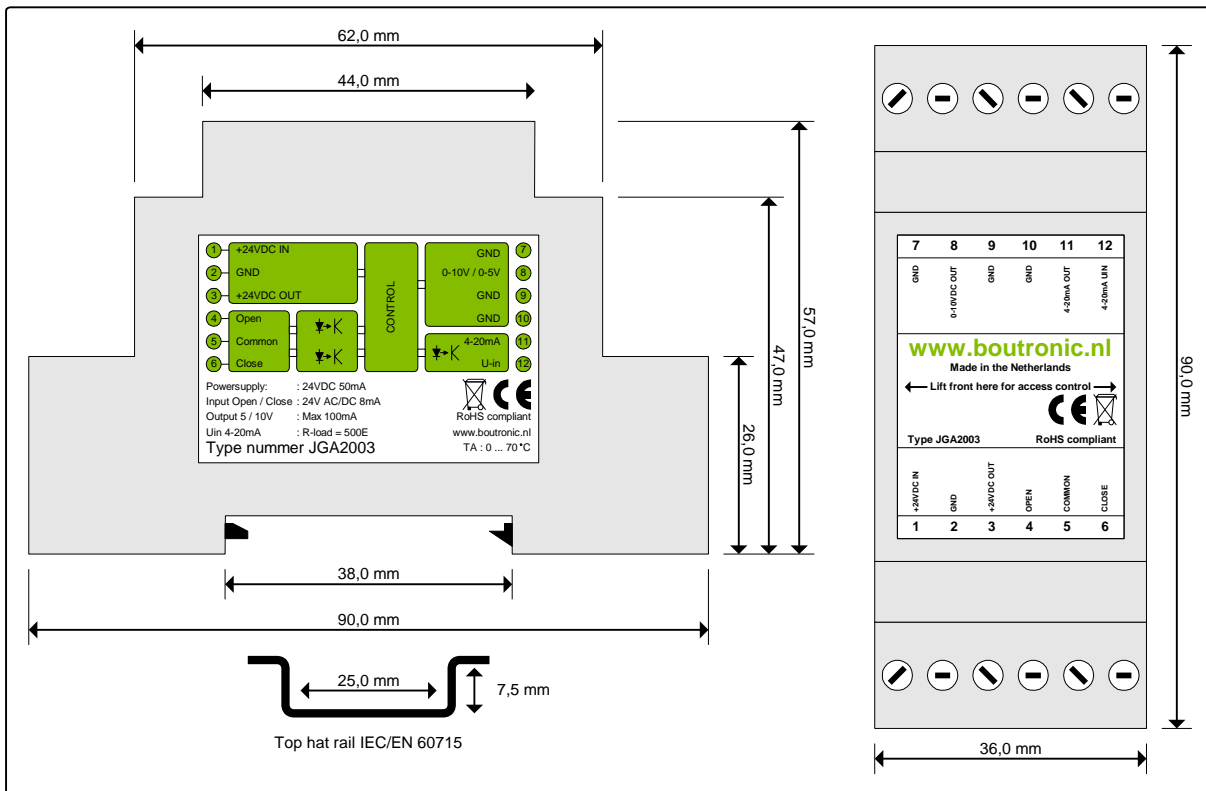 62,0 mm
44,0 mm
57,0 mm
47,0 mm
26,0 mm
1 +24VDC IN
2 GND
3 +24VDC OUT
4 Open
5 Common
6 Close
CONTROL
GND 7
0-10V / 0-5V 8
GND 9
GND 10
4-20mA 11
U-in 12
Powersupply: : 24VDC 50mA
Input Open / Close : 24V AC/DC 8mA
Output 5 / 10V : Max 100mA
Uin 4-20mA : R-load = 500E
Type nummer JGA2003
CE
RoHS compliant
www.boutronic.nl
TA : 0 ... 70 °C
38,0 mm
90,0 mm
25,0 mm
7,5 mm
Top hat rail IEC/EN 60715
7 8 9 10 11 12
GND
0-10VDC OUT
GND
GND
4-20mA OUT
4-20mA UIN
www.boutronic.nl
Made in the Netherlands
Lift front here for access control
CE
Type JGA2003 RoHS compliant
+24VDC IN
GND
+24VDC OUT
OPEN
COMMON
CLOSE
1 2 3 4 5 6
90,0 mm
36,0 mm